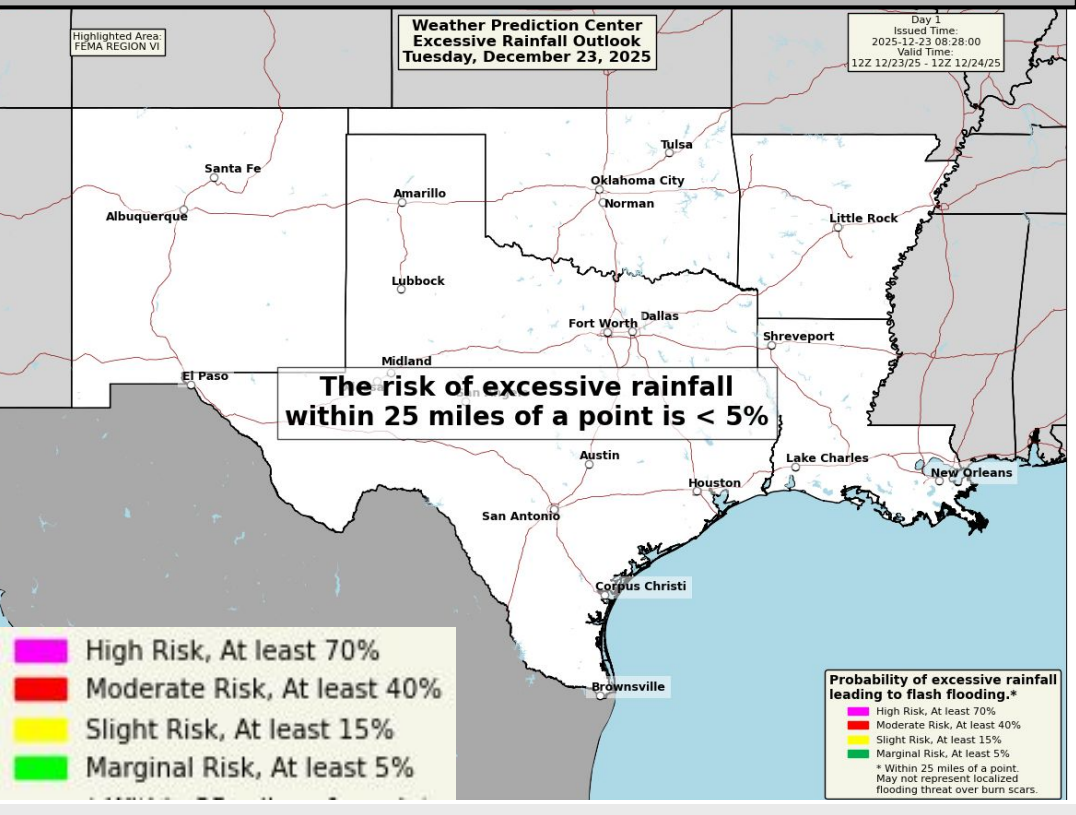 Highlighted Area:
FEMA REGION VI
Weather Prediction Center
Excessive Rainfall Outlook
Tuesday, December 23, 2025
Day 1
Issued Time:
2025-12-23 08:28:00
Valid Time:
12Z 12/23/25 - 12Z 12/24/25
Tulsa
Santa Fe
Oklahoma City
Amarillo
Norman
Albuquerque
Little Rock
Lubbock
Dallas
Fort Worth
Shreveport
Midland
El Paso
The risk of excessive rainfall
within 25 miles of a point is < 5%
Austin
Lake Charles
New Orleans
Houston
San Antonio
Corpus Christi
Brownsville
High Risk, At least 70%
Moderate Risk, At least 40%
Slight Risk, At least 15%
Marginal Risk, At least 5%
Probability of excessive rainfall
leading to flash flooding.*
High Risk, At least 70%
Moderate Risk, At least 40%
Slight Risk, At least 15%
Marginal Risk, At least 5%
* Within 25 miles of a point.
May not represent localized
flooding threat over burn scars.